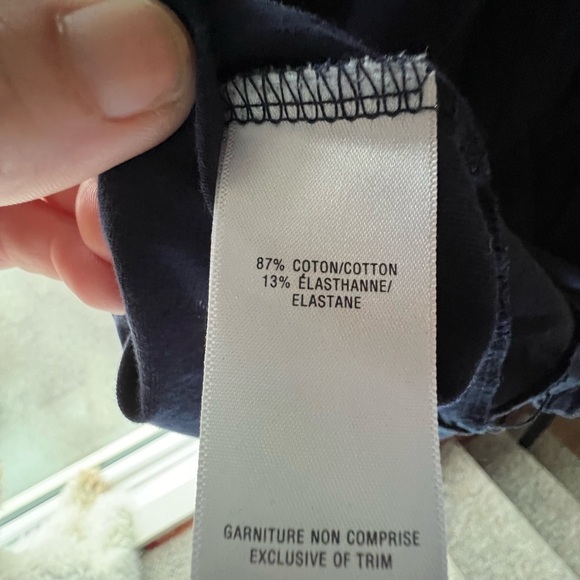 87% COTON/COTTON
13% ÉLASTHANNE/
ELASTANE
GARNITURE NON COMPRISE
EXCLUSIVE OF TRIM